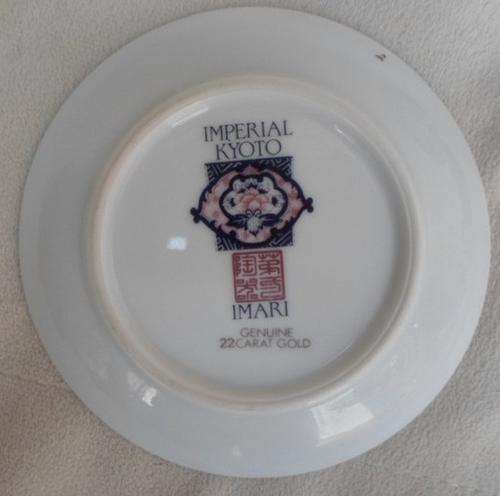 IMPERIAL
KYOTO
IMARI
GENUINE
22 CARAT GOLD